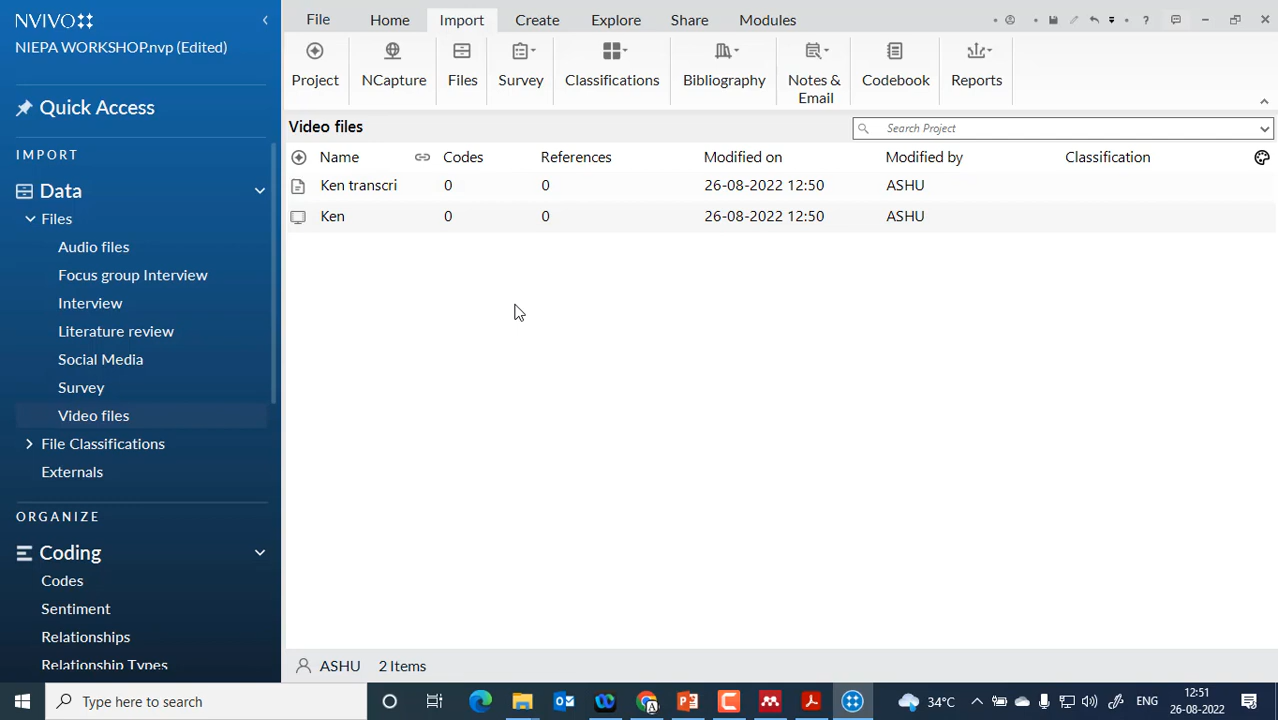 NVIVO
NIEPA WORKSHOP.nvp (Edited)
Quick Access
IMPORT
Data
Files
Audio files
Focus group Interview
Interview
Literature review
Social Media
Survey
Video files
File Classifications
Externals
ORGANIZE
Coding
Codes
Sentiment
Relationships
Relationship Types
File Home Import Create Explore Share Modules
Project NCapture Files Survey Classifications Bibliography Notes & Email Codebook Reports
Video files
Search Project
Name Codes References Modified on Modified by Classification
Ken transcri 0 0 26-08-2022 12:50 ASHU
Ken 0 0 26-08-2022 12:50 ASHU
ASHU 2 Items
Type here to search
34°C
ENG
12:51
26-08-2022